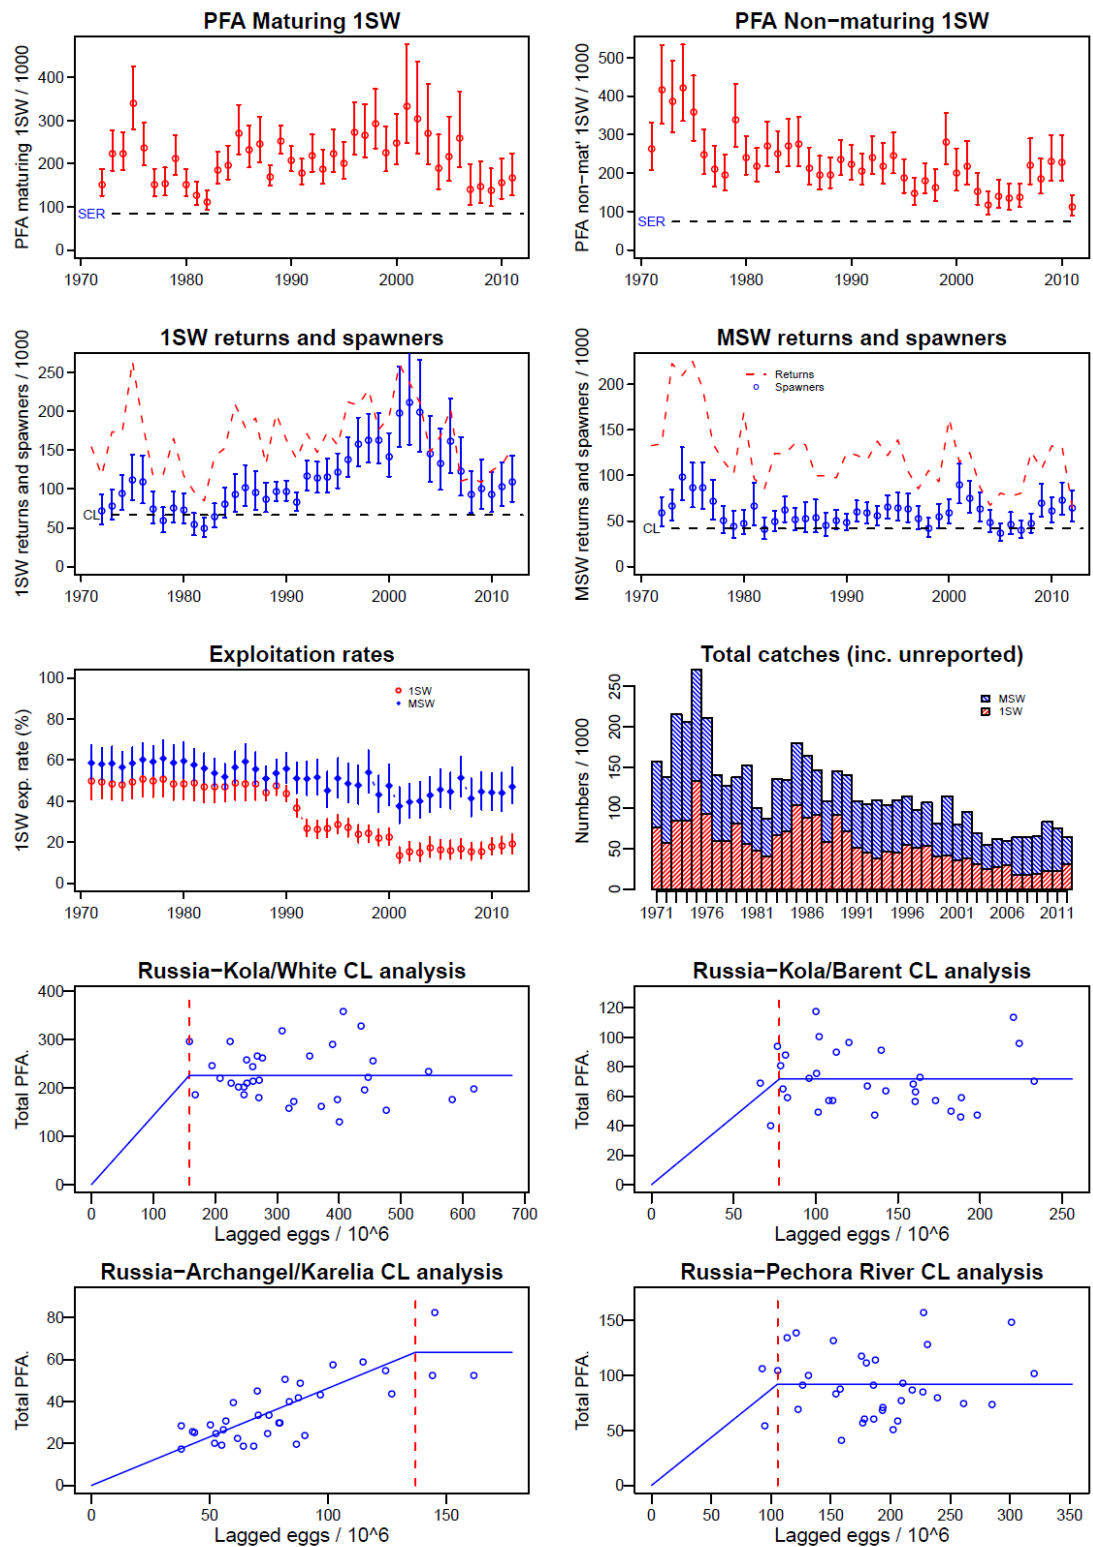 PFA Maturing 1SW
PFA maturing 1SW / 1000
400
300
200
100
0
SER
1970 1980 1990 2000 2010
PFA Non−maturing 1SW
PFA non−mat' 1SW / 1000
500
400
300
200
100
0
SER
1970 1980 1990 2000 2010
1SW returns and spawners
1SW returns and spawners / 1000
250
200
150
100
50
0
CL
1970 1980 1990 2000 2010
MSW returns and spawners
MSW returns and spawners / 1000
200
150
100
50
0
Returns
Spawners
CL
1970 1980 1990 2000 2010
Exploitation rates
1SW exp. rate (%)
100
80
60
40
20
0
1SW
MSW
1970 1980 1990 2000 2010
Total catches (inc. unreported)
Numbers / 1000
250
200
150
100
50
0
MSW
1SW
1971 1976 1981 1986 1991 1996 2001 2006 2011
Russia−Kola/White CL analysis
Total PFA.
400
300
200
100
0
0 100 200 300 400 500 600 700
Lagged eggs / 10^6
Russia−Kola/Barent CL analysis
Total PFA.
120
100
80
60
40
20
0
0 50 100 150 200 250
Lagged eggs / 10^6
Russia−Archangel/Karelia CL analysis
Total PFA.
80
60
40
20
0
0 50 100 150
Lagged eggs / 10^6
Russia−Pechora River CL analysis
Total PFA.
150
100
50
0
0 50 100 150 200 250 300 350
Lagged eggs / 10^6